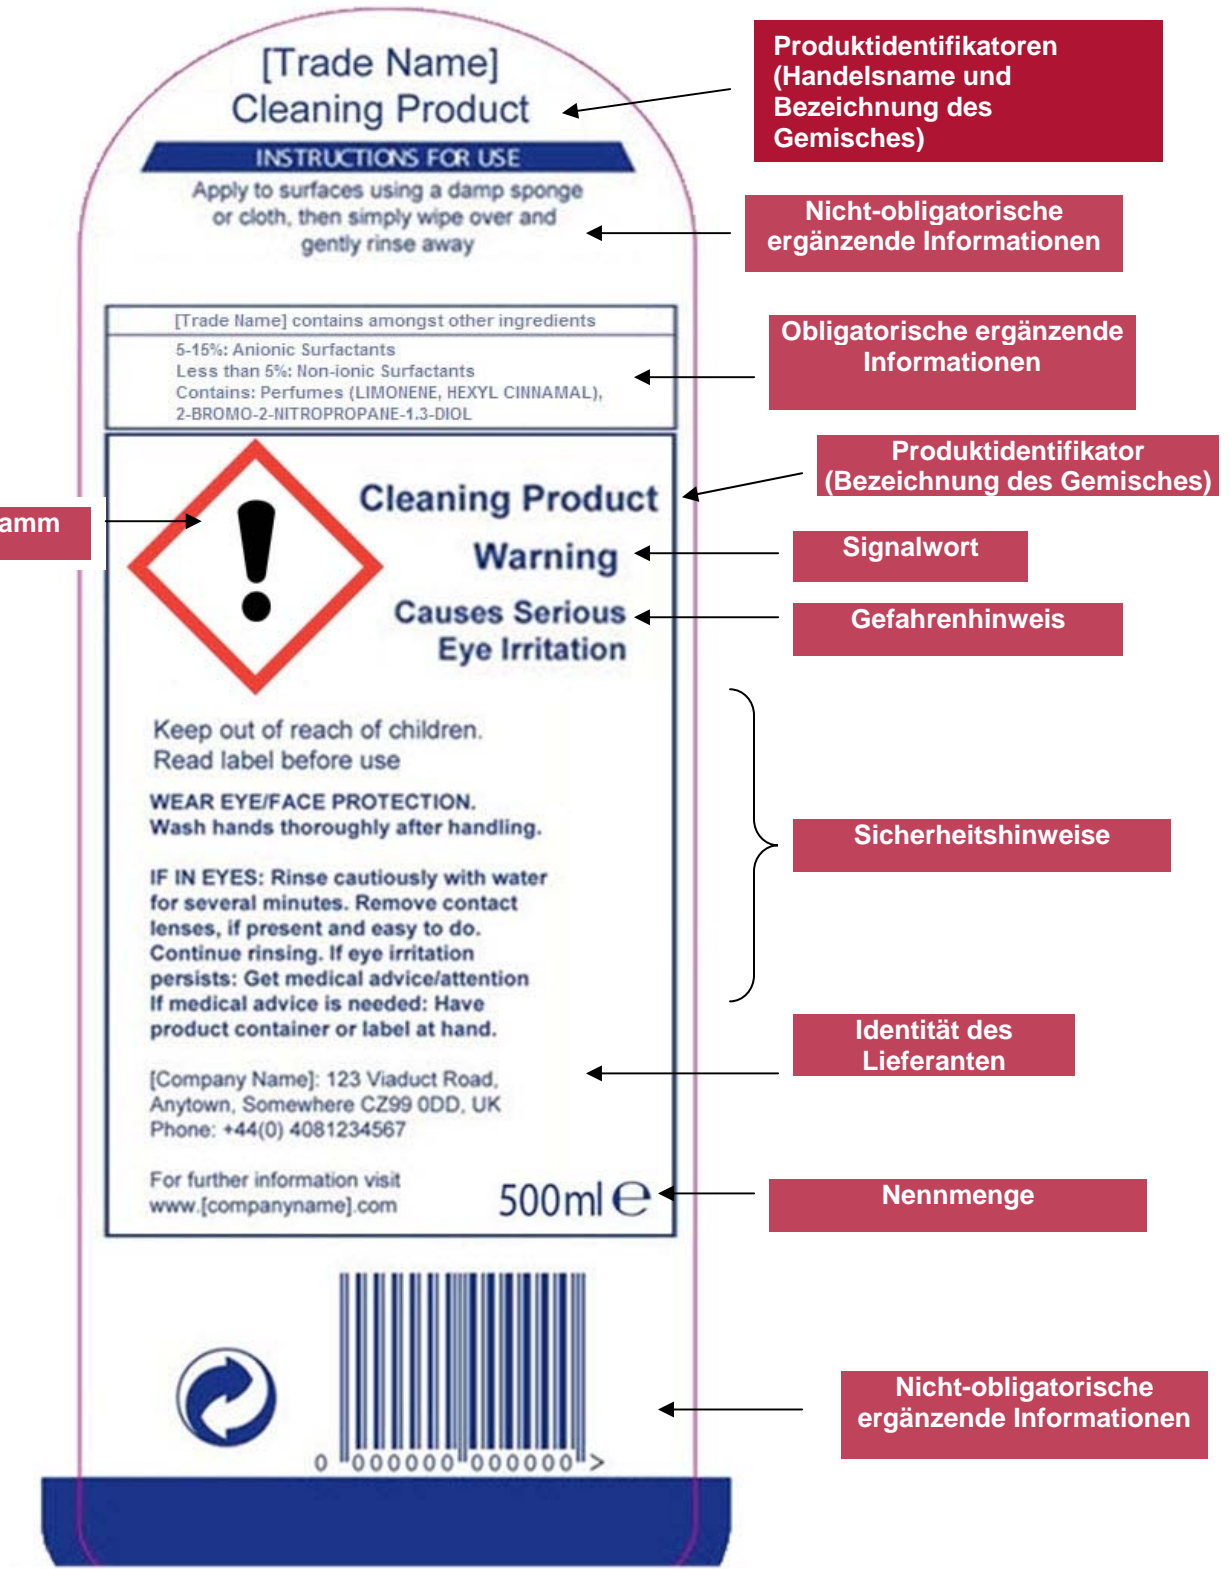 [Trade Name]
Cleaning Product
Produktidentifikatoren
(Handelsname und
Bezeichnung des
Gemisches)
INSTRUCTIONS FOR USE
Apply to surfaces using a damp sponge
or cloth, then simply wipe over and
gently rinse away
Nicht-obligatorische
ergänzende Informationen
[Trade Name] contains amongst other ingredients
5-15%: Anionic Surfactants
Less than 5%: Non-ionic Surfactants
Contains: Perfumes (LIMONENE, HEXYL CINNAMAL),
2-BROMO-2-NITROPROPANE-1.3-DIOL
Obligatorische ergänzende
Informationen
Cleaning Product
Produktidentifikator
(Bezeichnung des Gemisches)
amm
Warning
Signalwort
Causes Serious
Eye Irritation
Gefahrenhinweis
Keep out of reach of children.
Read label before use
WEAR EYE/FACE PROTECTION.
Wash hands thoroughly after handling.
IF IN EYES: Rinse cautiously with water
for several minutes. Remove contact
lenses, if present and easy to do.
Continue rinsing. If eye irritation
persists: Get medical advice/attention
If medical advice is needed: Have
product container or label at hand.
Sicherheitshinweise
[Company Name]: 123 Viaduct Road,
Anytown, Somewhere CZ99 0DD, UK
Phone: +44(0) 4081234567
Identität des
Lieferanten
For further information visit
www.[companyname].com
500ml ℮
Nennmenge
0 000000 000000 >
Nicht-obligatorische
ergänzende Informationen